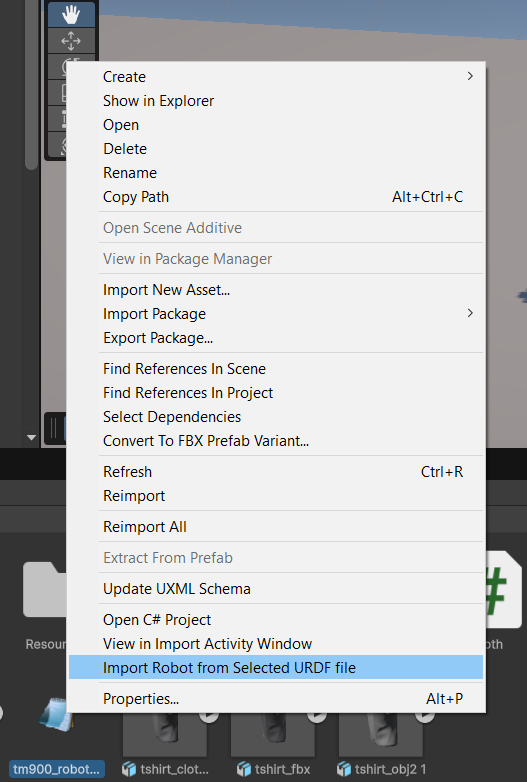 Create
Show in Explorer
Open
Delete
Rename
Copy Path Alt+Ctrl+C
Open Scene Additive
View in Package Manager
Import New Asset...
Import Package
Export Package...
Find References In Scene
Find References In Project
Select Dependencies
Convert To FBX Prefab Variant...
Refresh Ctrl+R
Reimport
Reimport All
Extract From Prefab
Update UXML Schema
Open C# Project
View in Import Activity Window
Import Robot from Selected URDF file
Properties... Alt+P
#
Resour
oth
tm900_robot... tshirt_clot... tshirt_fbx tshirt_obj2 1